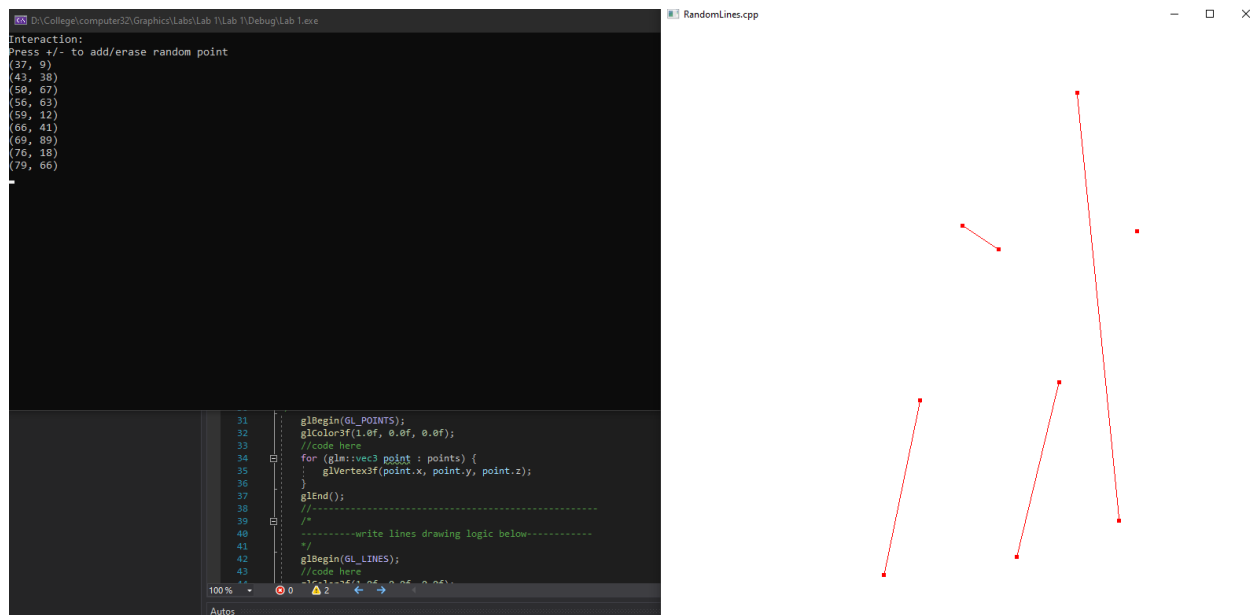 D:\College\computer32\Graphics\Labs\Lab 1\Lab 1\Debug\Lab 1.exe
Interaction:
Press +/- to add/erase random point
(37, 9)
(43, 38)
(50, 67)
(56, 63)
(59, 12)
(66, 41)
(69, 89)
(76, 18)
(79, 66)
31 glBegin(GL_POINTS);
32 glColor3f(1.0f, 0.0f, 0.0f);
33 //code here
34 for (glm::vec3 point : points) {
35 glVertex3f(point.x, point.y, point.z);
36 }
37 glEnd();
38 //--------------------------------------------------
39 /*
40 ----------write lines drawing logic below------------
41 */
42 glBegin(GL_LINES);
43 //code here
100 % 0 2
Autos
RandomLines.cpp